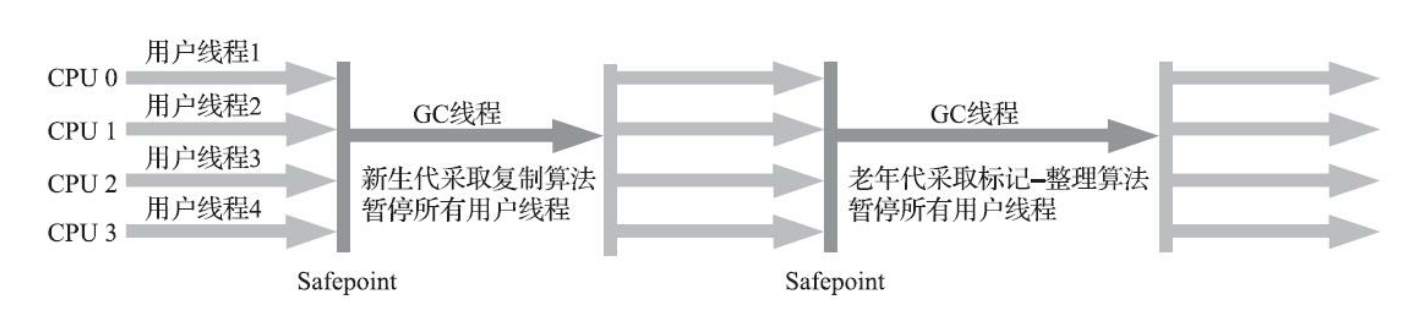 用户线程1
CPU 0
用户线程2
CPU 1
用户线程3
CPU 2
用户线程4
CPU 3
Safepoint
GC线程
新生代采取复制算法
暂停所有用户线程
Safepoint
GC线程
老年代采取标记–整理算法
暂停所有用户线程